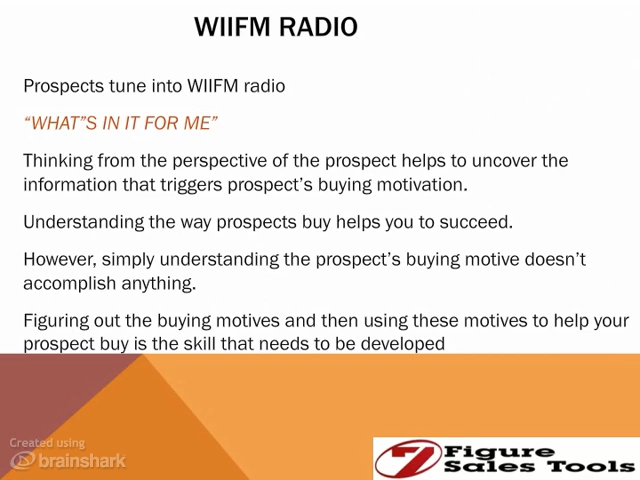 WIIFM RADIO
Prospects tune into WIIFM radio
“WHAT”S IN IT FOR ME”
Thinking from the perspective of the prospect helps to uncover the
information that triggers prospect’s buying motivation.
Understanding the way prospects buy helps you to succeed.
However, simply understanding the prospect’s buying motive doesn’t
accomplish anything.
Figuring out the buying motives and then using these motives to help your
prospect buy is the skill that needs to be developed
Created using
brainshark
7 Figure
Sales Tools